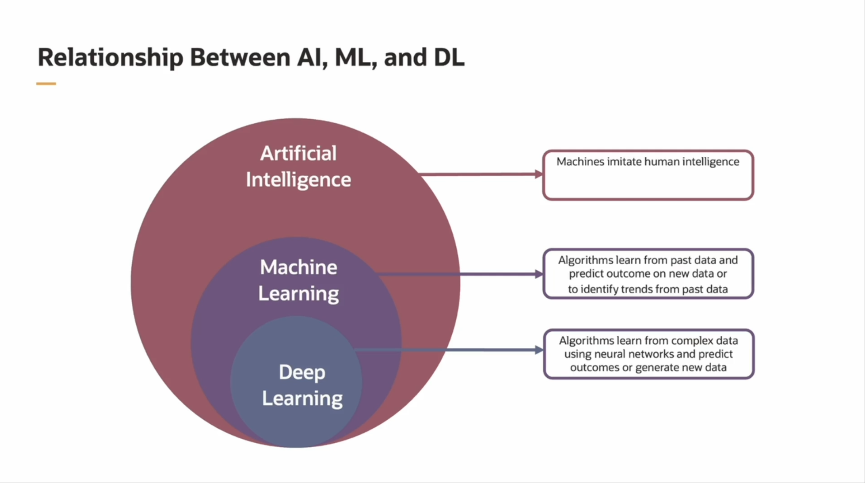 Relationship Between AI, ML, and DL
Artificial
Intelligence
Machines imitate human intelligence
Machine
Learning
Algorithms learn from past data and
predict outcome on new data or
to identify trends from past data
Deep
Learning
Algorithms learn from complex data
using neural networks and predict
outcomes or generate new data